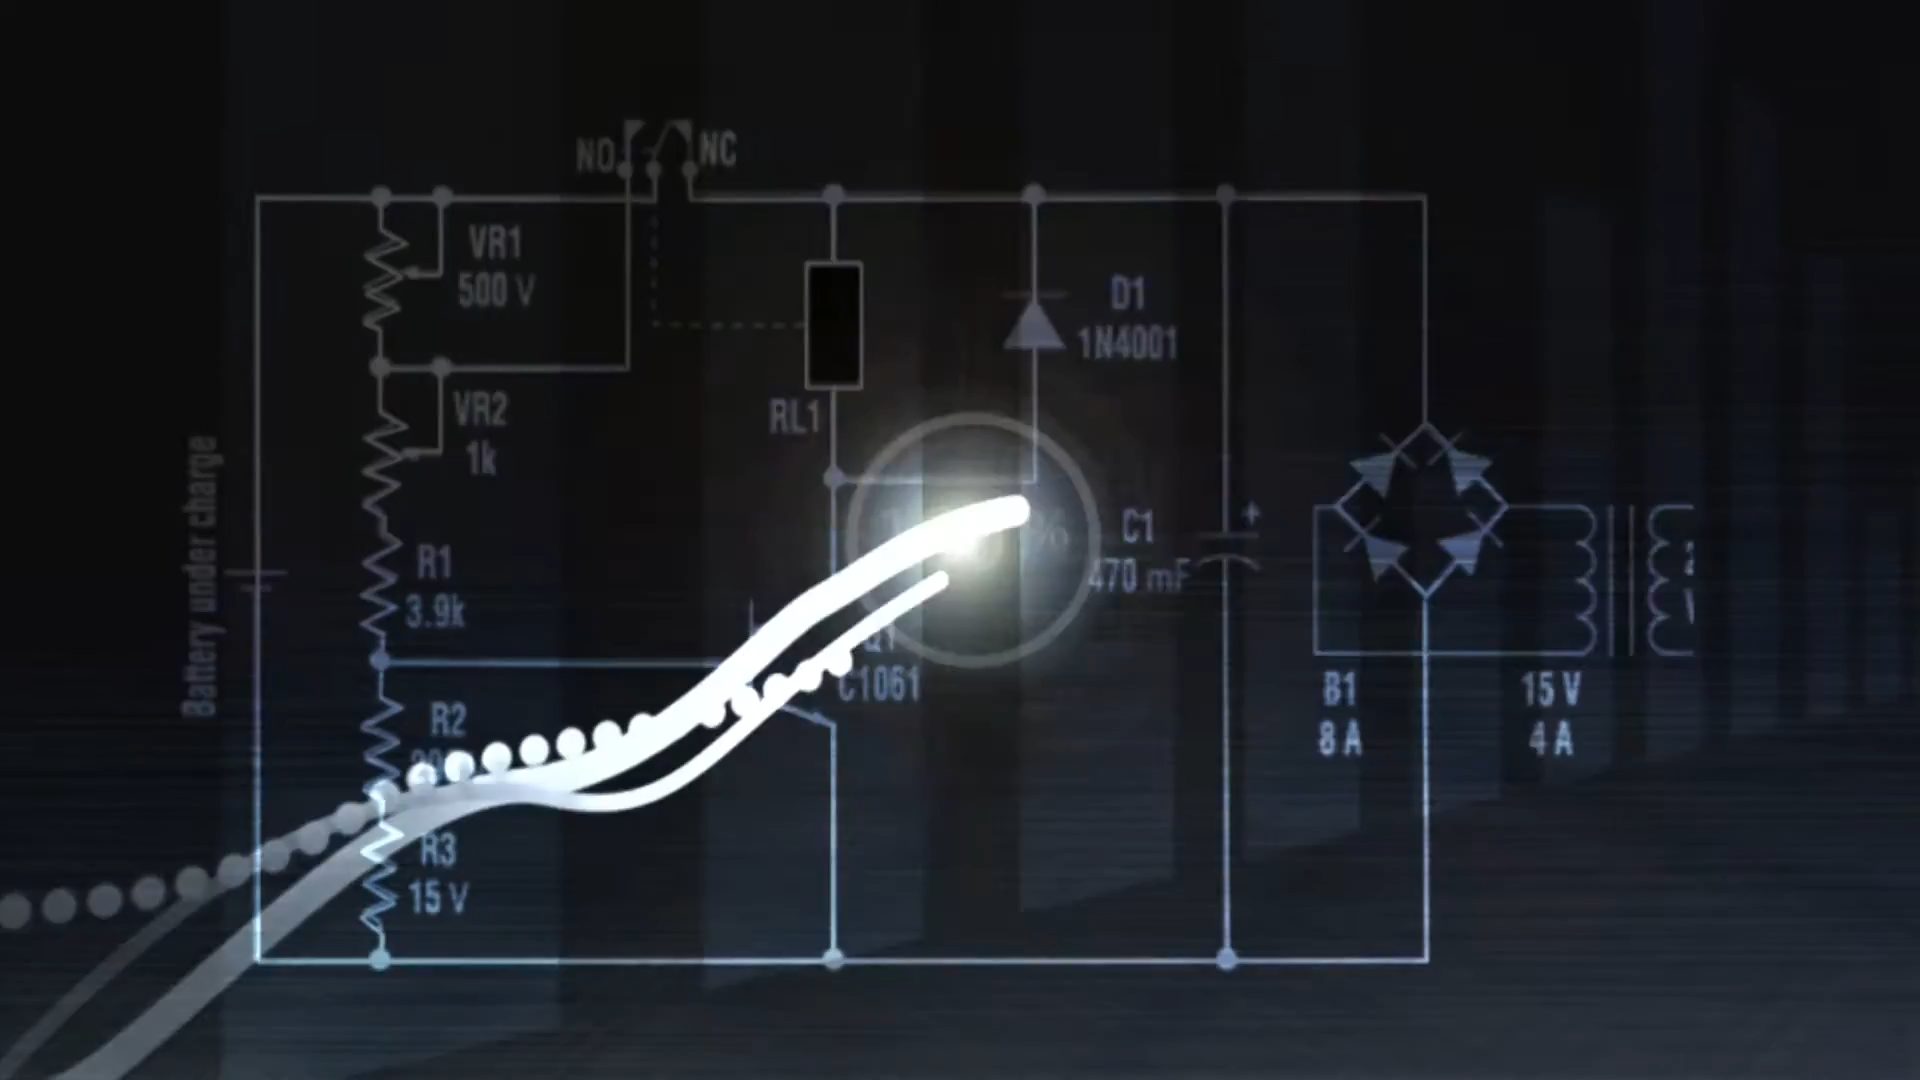 NO
NC
VR1
500 V
D1
1N4001
VR2
1k
RL1
Battery under charge
R1
3.9k
C1
470 mF
+
C1061
R2
R3
15 V
B1
8 A
15 V
4 A